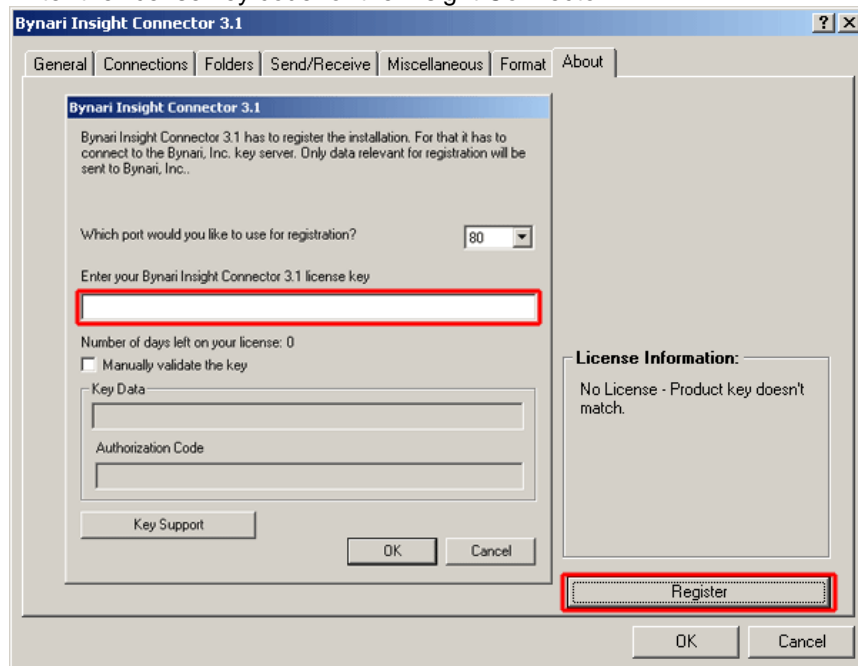 Bynari Insight Connector 3.1
General Connections Folders Send/Receive Miscellaneous Format About
Bynari Insight Connector 3.1
Bynari Insight Connector 3.1 has to register the installation. For that it has to
connect to the Bynari, Inc. key server. Only data relevant for registration will be
sent to Bynari, Inc..
Which port would you like to use for registration?
80
Enter your Bynari Insight Connector 3.1 license key
Number of days left on your license: 0
Manually validate the key
Key Data
Authorization Code
Key Support
OK Cancel
License Information:
No License - Product key doesn't
match.
Register
OK Cancel